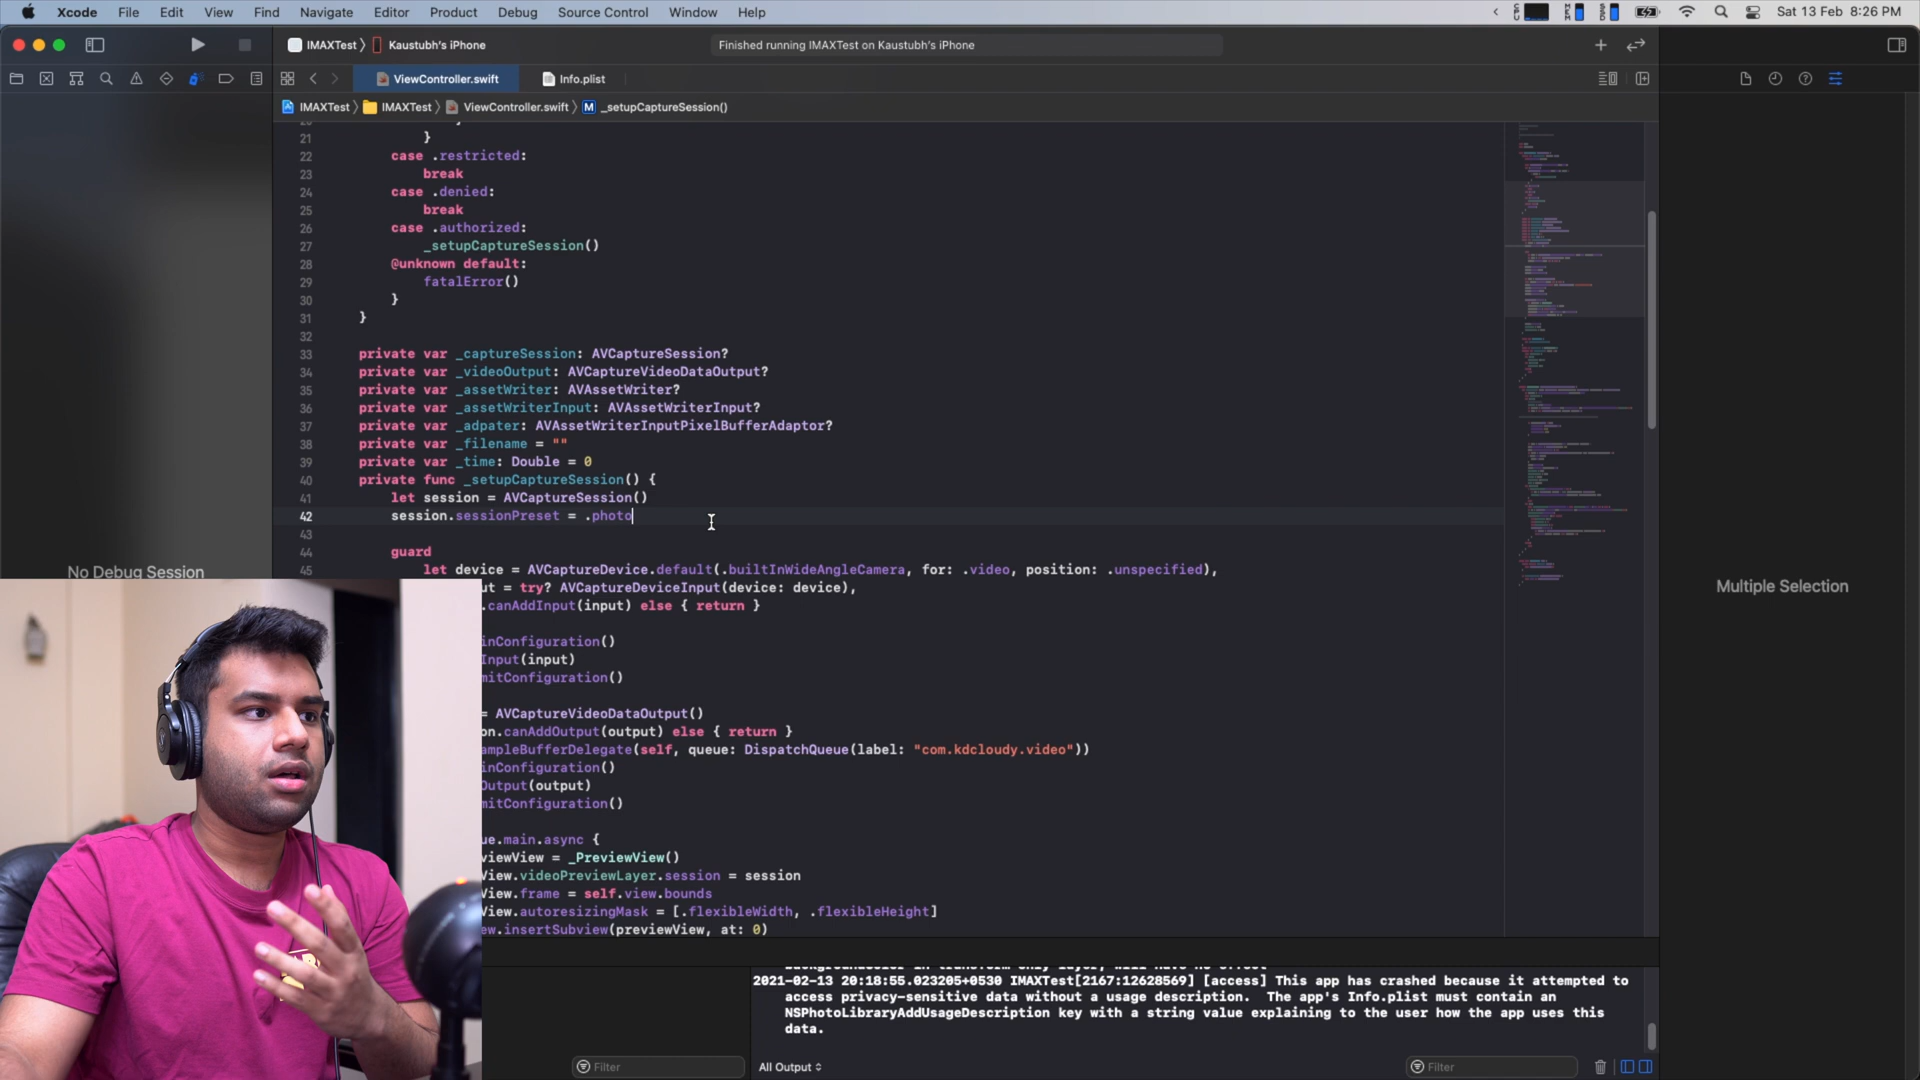 Xcode File Edit View Find Navigate Editor Product Debug Source Control Window Help Sat 13 Feb 8:26 PM
IMAXTest Kaustubh's iPhone Finished running IMAXTest on Kaustubh's iPhone
ViewController.swift Info.plist
IMAXTest IMAXTest ViewController.swift M _setupCaptureSession()
21 }
22 case .restricted:
23 break
24 case .denied:
25 break
26 case .authorized:
27 _setupCaptureSession()
28 @unknown default:
29 fatalError()
30 }
31 }
32
33 private var _captureSession: AVCaptureSession?
34 private var _videoOutput: AVCaptureVideoDataOutput?
35 private var _assetWriter: AVAssetWriter?
36 private var _assetWriterInput: AVAssetWriterInput?
37 private var _adpater: AVAssetWriterInputPixelBufferAdaptor?
38 private var _filename = ""
39 private var _time: Double = 0
40 private func _setupCaptureSession() {
41 let session = AVCaptureSession()
42 session.sessionPreset = .photo
43
44 guard
45 let device = AVCaptureDevice.default(.builtInWideAngleCamera, for: .video, position: .unspecified),
ut = try? AVCaptureDeviceInput(device: device),
.canAddInput(input) else { return }
inConfiguration()
Input(input)
mitConfiguration()
= AVCaptureVideoDataOutput()
on.canAddOutput(output) else { return }
ampleBufferDelegate(self, queue: DispatchQueue(label: "com.kdcloudy.video"))
inConfiguration()
Output(output)
mitConfiguration()
ue.main.async {
viewView = _PreviewView()
View.videoPreviewLayer.session = session
View.frame = self.view.bounds
View.autoresizingMask = [.flexibleWidth, .flexibleHeight]
ew.insertSubview(previewView, at: 0)
No Debug Session
Multiple Selection
2021-02-13 20:18:55.023205+0530 IMAXTest[2167:12628569] [access] This app has crashed because it attempted to
access privacy-sensitive data without a usage description. The app's Info.plist must contain an
NSPhotoLibraryAddUsageDescription key with a string value explaining to the user how the app uses this
data.
Filter All Output Filter